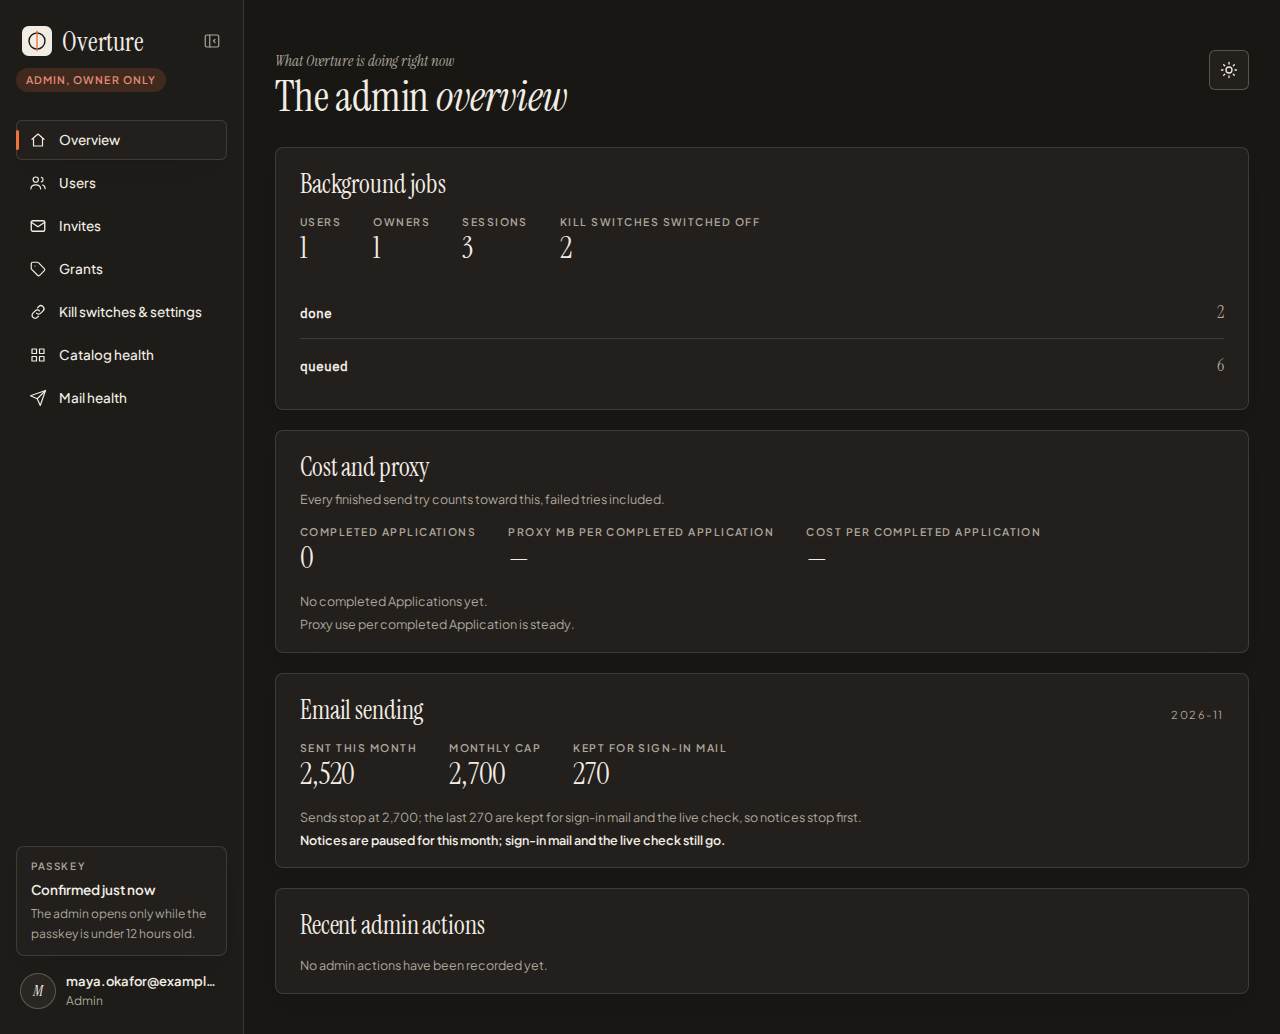 Overture
ADMIN, OWNER ONLY
Overview
Users
Invites
Grants
Kill switches & settings
Catalog health
Mail health
PASSKEY
Confirmed just now
The admin opens only while the
passkey is under 12 hours old.
M
maya.okafor@exampl…
Admin
What Overture is doing right now
The admin overview
Background jobs
USERS OWNERS SESSIONS KILL SWITCHES SWITCHED OFF
1 1 3 2
done 2
queued 6
Cost and proxy
Every finished send try counts toward this, failed tries included.
COMPLETED APPLICATIONS PROXY MB PER COMPLETED APPLICATION COST PER COMPLETED APPLICATION
0 — —
No completed Applications yet.
Proxy use per completed Application is steady.
Email sending 2026-11
SENT THIS MONTH MONTHLY CAP KEPT FOR SIGN-IN MAIL
2,520 2,700 270
Sends stop at 2,700; the last 270 are kept for sign-in mail and the live check, so notices stop first.
Notices are paused for this month; sign-in mail and the live check still go.
Recent admin actions
No admin actions have been recorded yet.